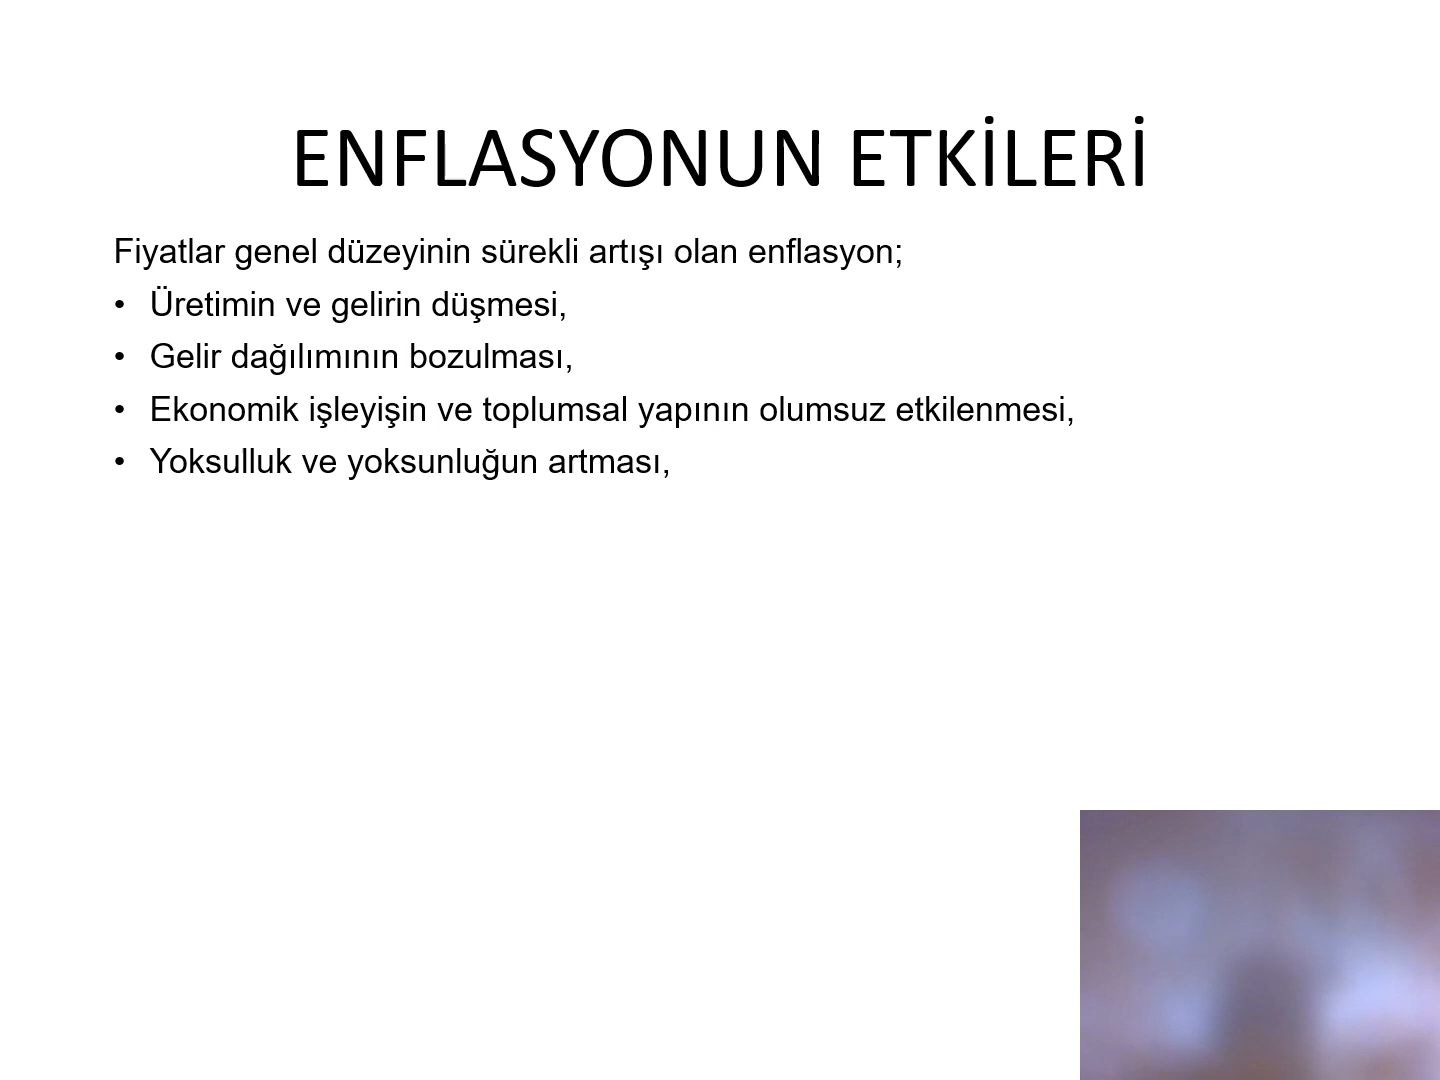 ENFLASYONUN ETKİLERİ
Fiyatlar genel düzeyinin sürekli artışı olan enflasyon;
• Üretimin ve gelirin düşmesi,
• Gelir dağılımının bozulması,
• Ekonomik işleyişin ve toplumsal yapının olumsuz etkilenmesi,
• Yoksulluk ve yoksunluğun artması,